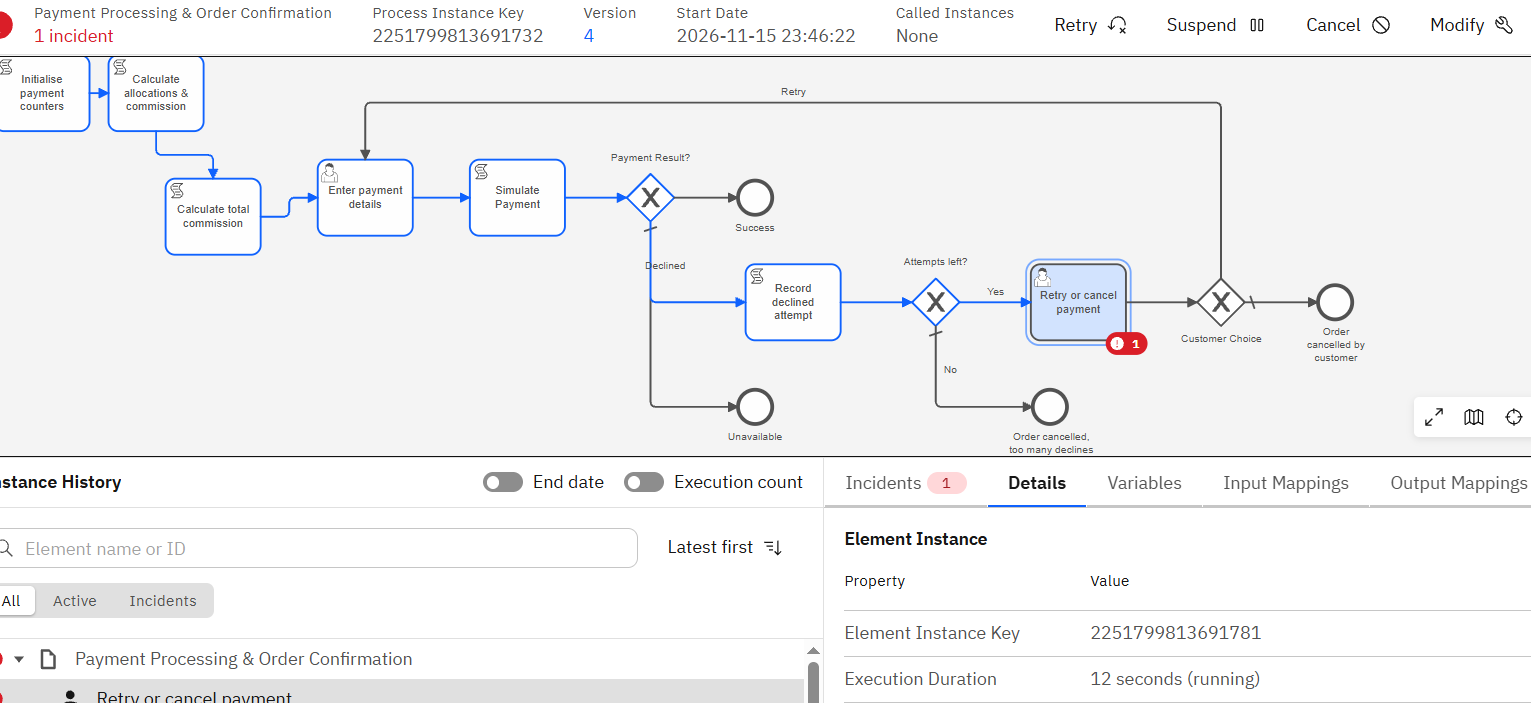 Payment Processing & Order Confirmation
1 incident
Process Instance Key
2251799813691732
Version
4
Start Date
2026-11-15 23:46:22
Called Instances
None
Retry
Suspend
Cancel
Modify
Initialise
payment
counters
Calculate
allocations &
commission
Retry
Calculate total
commission
Enter payment
details
Simulate
Payment
Payment Result?
X
Success
Declined
Record
declined
attempt
Attempts left?
X
Yes
Retry or cancel
payment
1
X
Customer Choice
Order
cancelled by
customer
No
Unavailable
Order cancelled,
too many declines
nstance History
End date
Execution count
Element name or ID
Latest first
All
Active
Incidents
Payment Processing & Order Confirmation
Retry or cancel payment
Incidents 1
Details
Variables
Input Mappings
Output Mappings
Element Instance
Property Value
Element Instance Key 2251799813691781
Execution Duration 12 seconds (running)